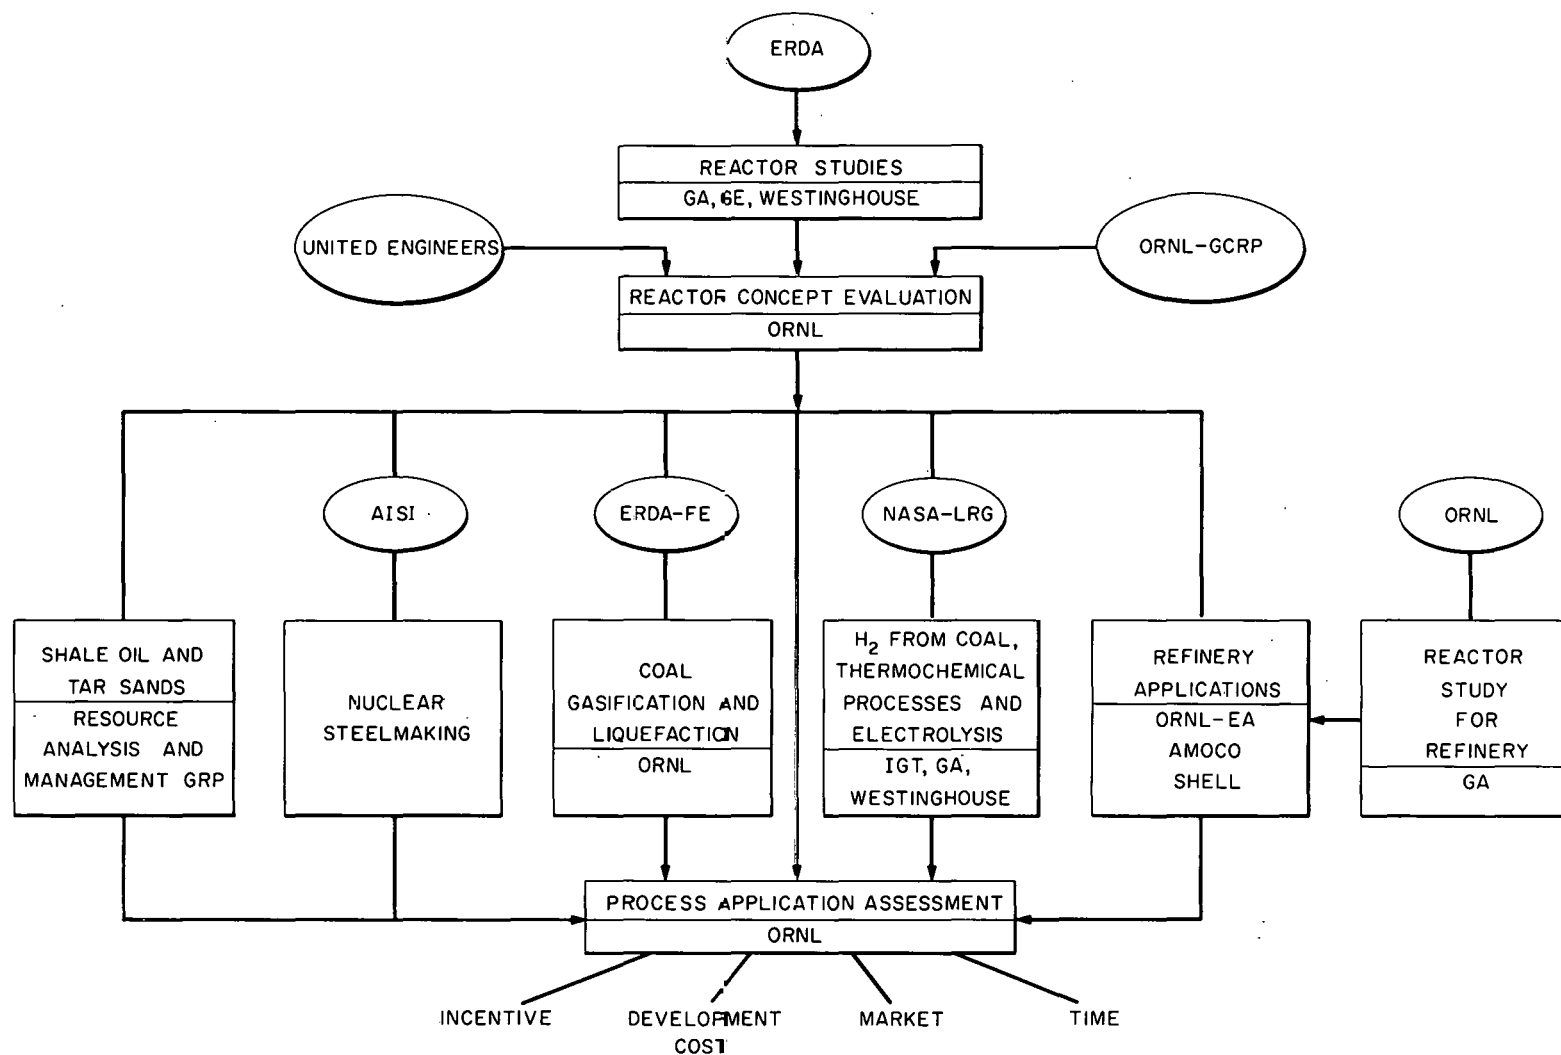 ERDA
REACTOR STUDIES
GA, GE, WESTINGHOUSE
UNITED ENGINEERS
ORNL-GCRP
REACTOR CONCEPT EVALUATION
ORNL
AISI
ERDA-FE
NASA-LRG
ORNL
SHALE OIL AND
TAR SANDS
RESOURCE
ANALYSIS AND
MANAGEMENT GRP
NUCLEAR
STEELMAKING
COAL
GASIFICATION AND
LIQUEFACTION
ORNL
H2 FROM COAL,
THERMOCHEMICAL
PROCESSES AND
ELECTROLYSIS
IGT, GA,
WESTINGHOUSE
REFINERY
APPLICATIONS
ORNL-EA
AMOCO
SHELL
REACTOR
STUDY
FOR
REFINERY
GA
PROCESS APPLICATION ASSESSMENT
ORNL
INCENTIVE
DEVELOPMENT
COST
MARKET
TIME